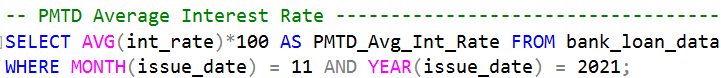 -- PMTD Average Interest Rate -----------------------------------
SELECT AVG(int_rate)*100 AS PMTD_Avg_Int_Rate FROM bank_loan_data
WHERE MONTH(issue_date) = 11 AND YEAR(issue_date) = 2021;